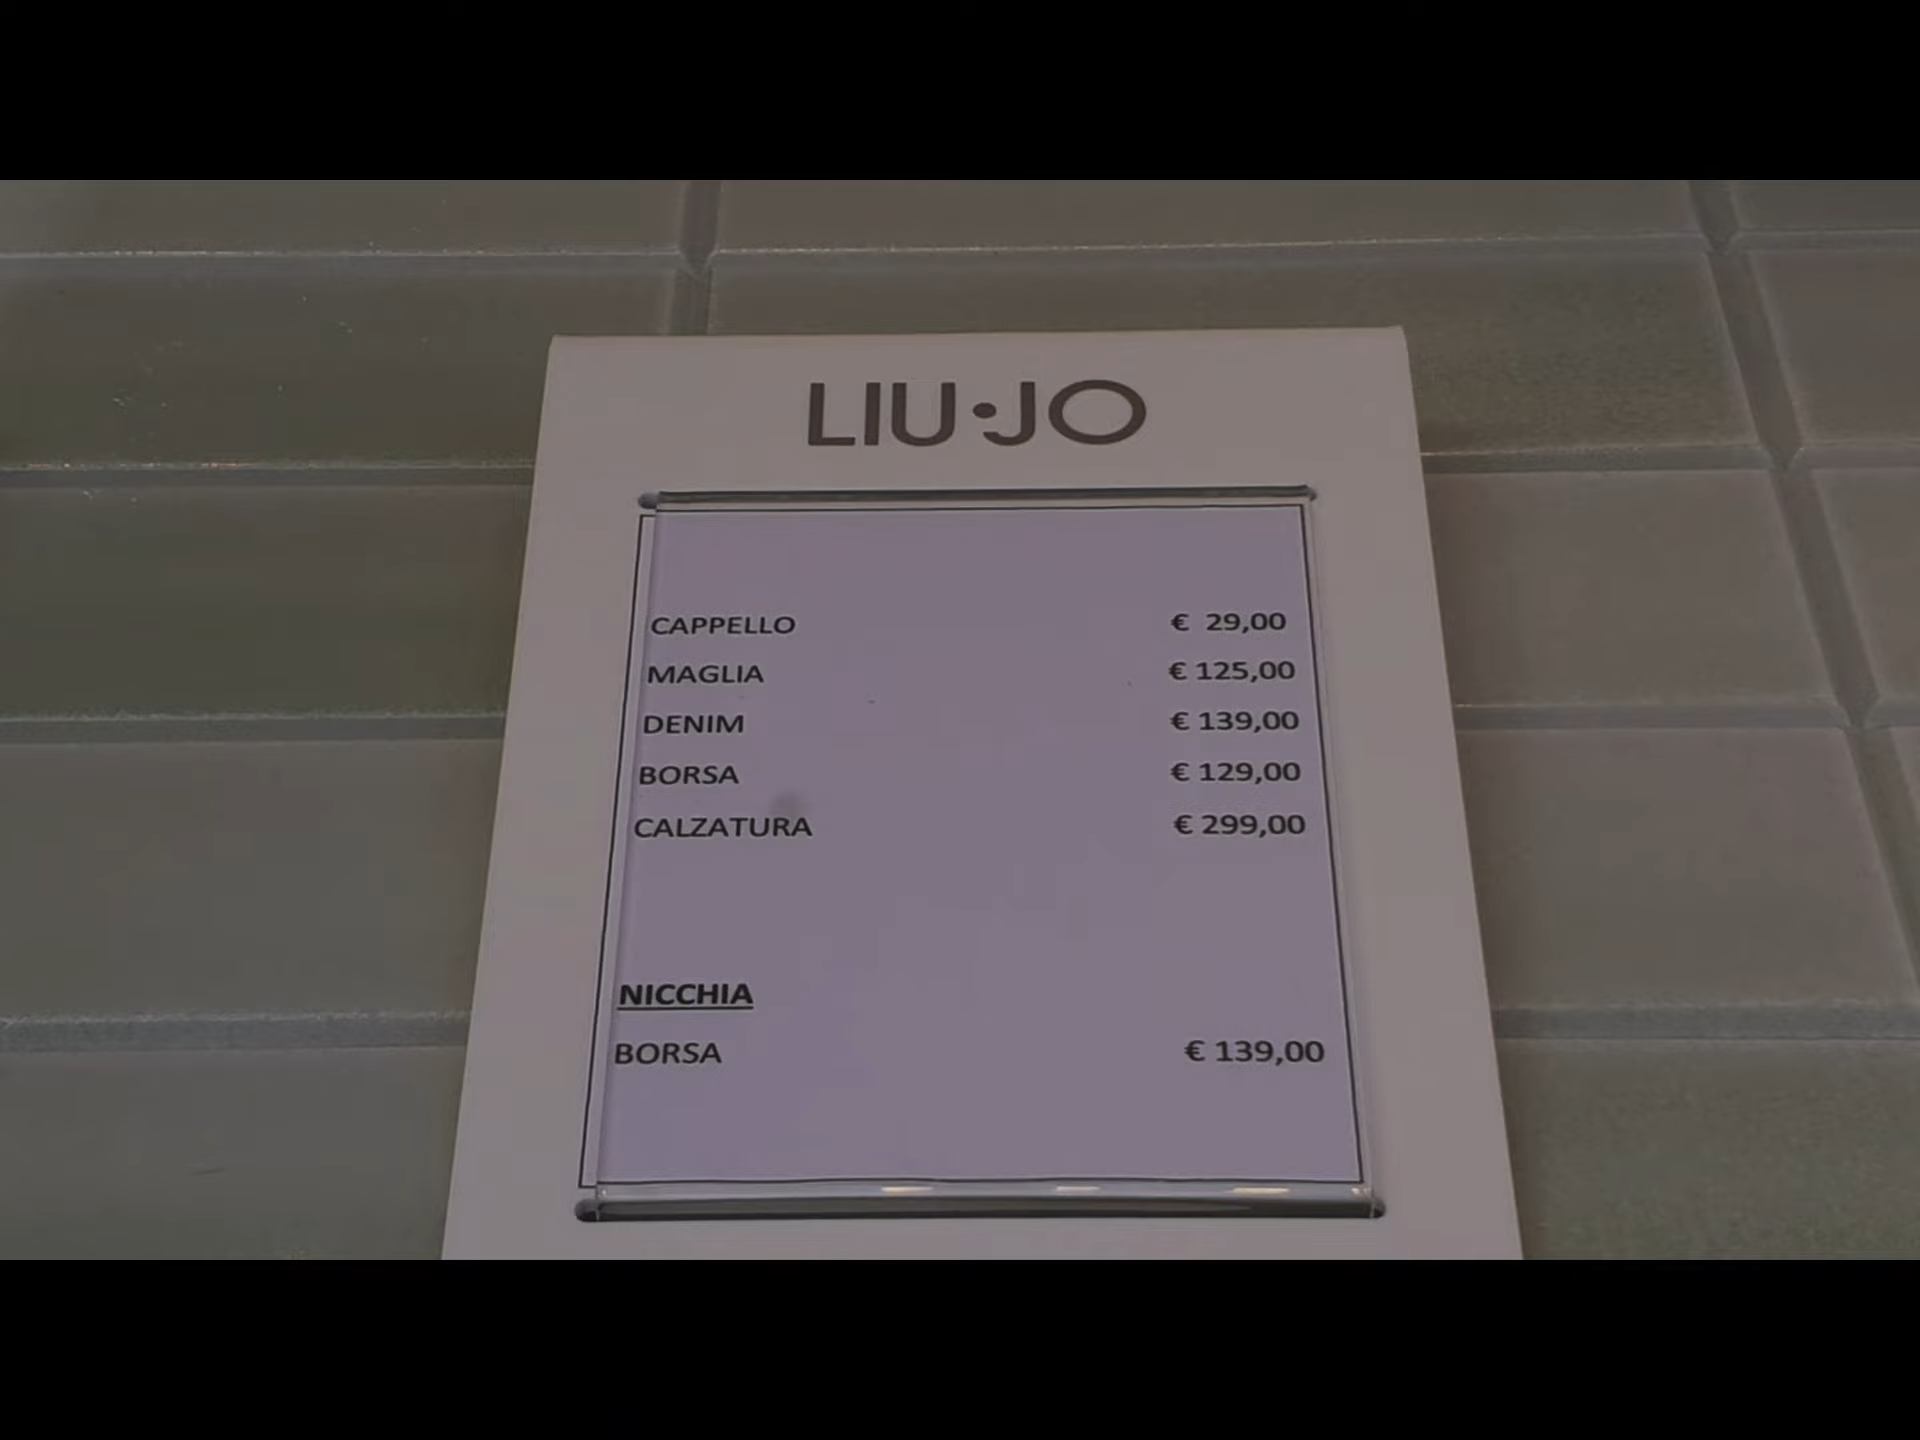 LIU·JO
CAPPELLO € 29,00
MAGLIA € 125,00
DENIM € 139,00
BORSA € 129,00
CALZATURA € 299,00
NICCHIA
BORSA € 139,00